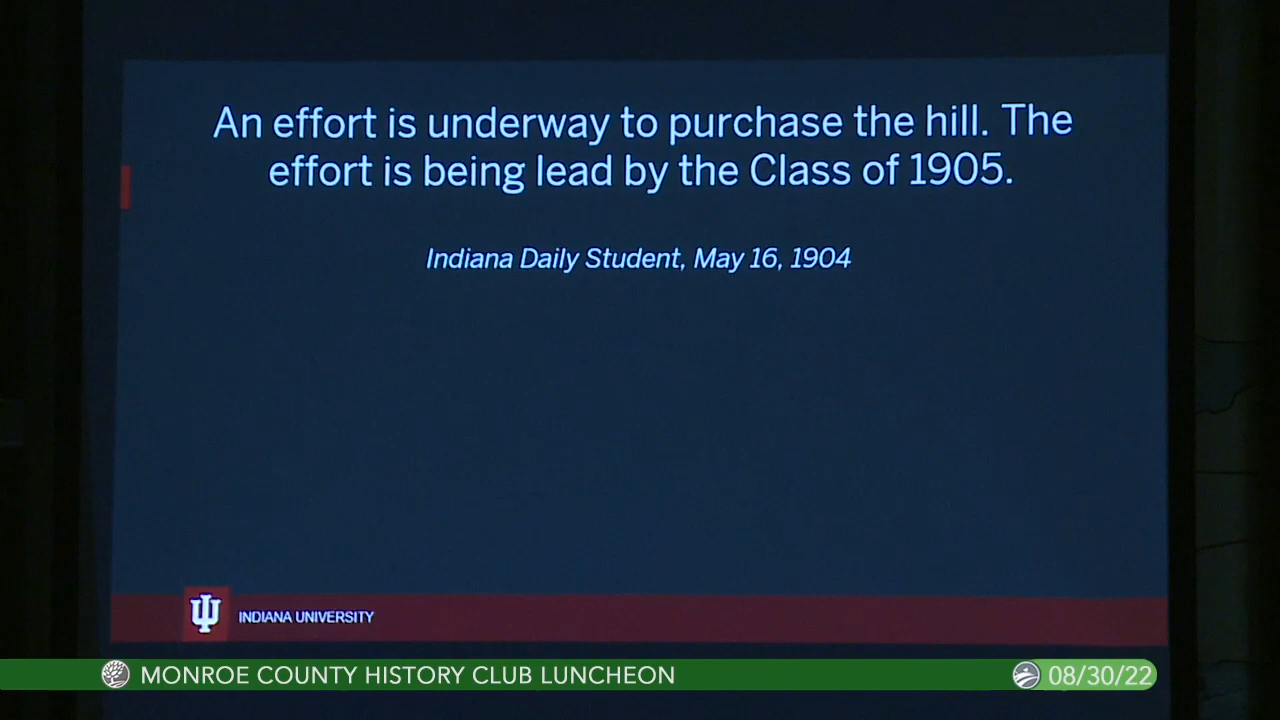 An effort is underway to purchase the hill. The
effort is being lead by the Class of 1905.
Indiana Daily Student, May 16, 1904
INDIANA UNIVERSITY
MONROE COUNTY HISTORY CLUB LUNCHEON
08/30/22